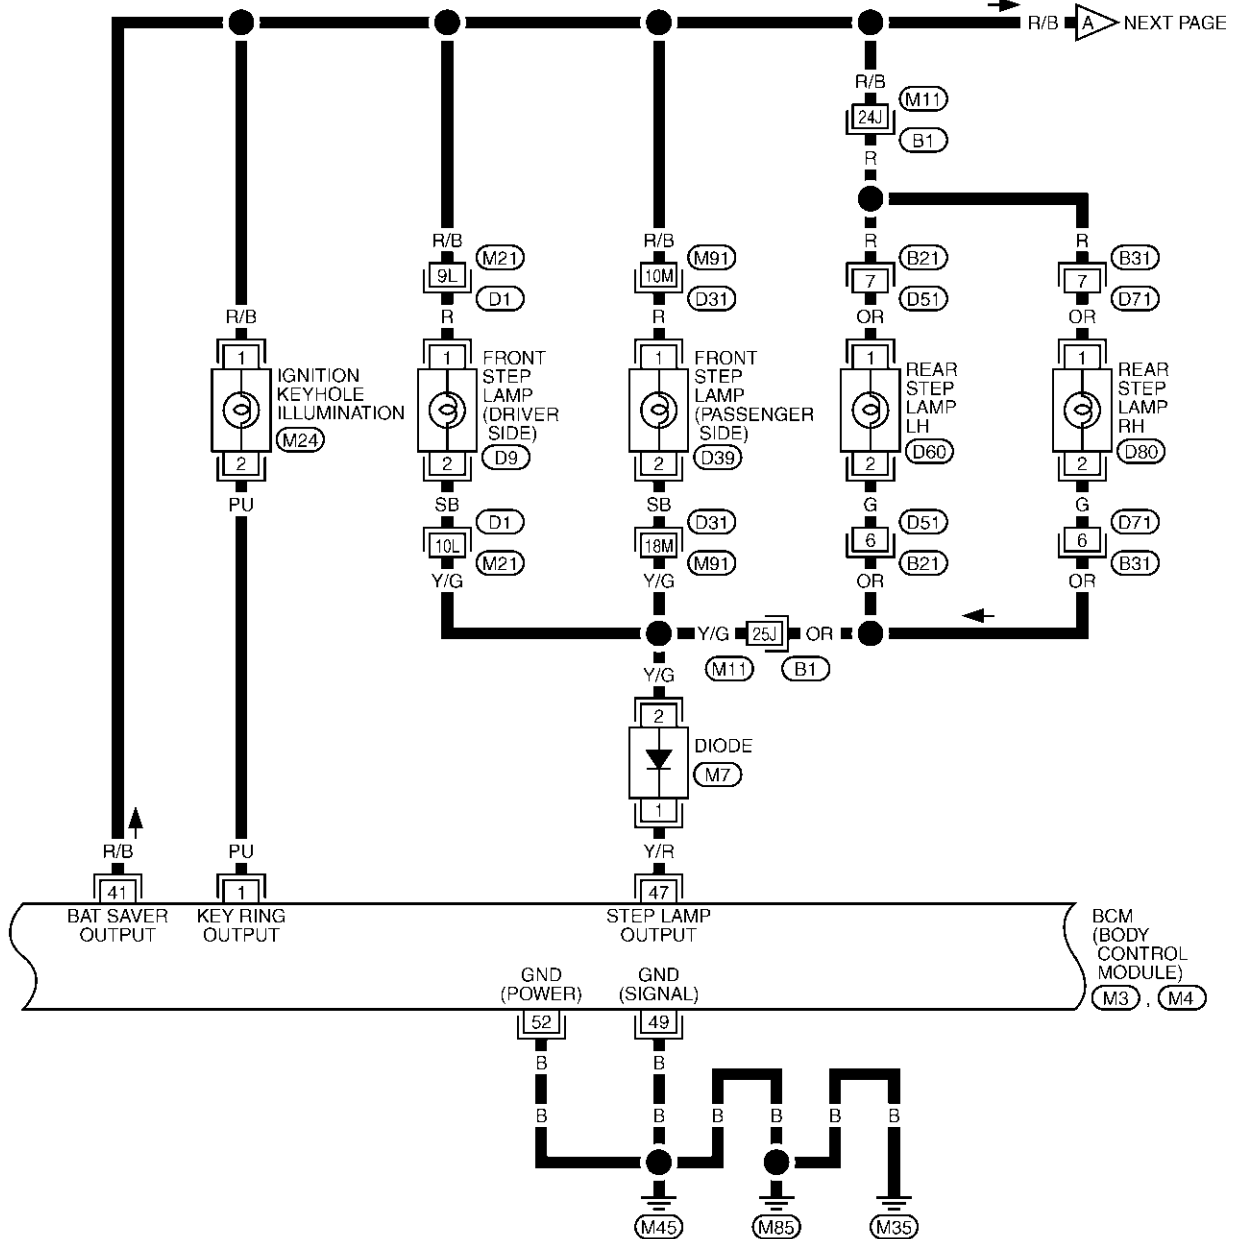 R/B A NEXT PAGE
R/B
M11
24J
B1
R
R/B R/B R R
M21 M91 B21 B31
9L 10M 7 7
D1 D31 D51 D71
R/B R R OR OR
1 1 1 1 1
IGNITION
KEYHOLE
ILLUMINATION
M24
FRONT
STEP
LAMP
(DRIVER
SIDE)
D9
FRONT
STEP
LAMP
(PASSENGER
SIDE)
D39
REAR
STEP
LAMP
LH
D60
REAR
STEP
LAMP
RH
D80
2 2 2 2 2
PU SB SB G G
D1 D31 D51 D71
10L 18M 6 6
M21 M91 B21 B31
Y/G Y/G OR OR
Y/G 25J OR
M11 B1
Y/G
2
DIODE
M7
1
R/B PU Y/R
41 1 47
BAT SAVER
OUTPUT
KEY RING
OUTPUT
STEP LAMP
OUTPUT
BCM
(BODY
CONTROL
MODULE)
M3 , M4
GND
(POWER)
GND
(SIGNAL)
52 49
B B
B B B B B B
M45 M85 M35